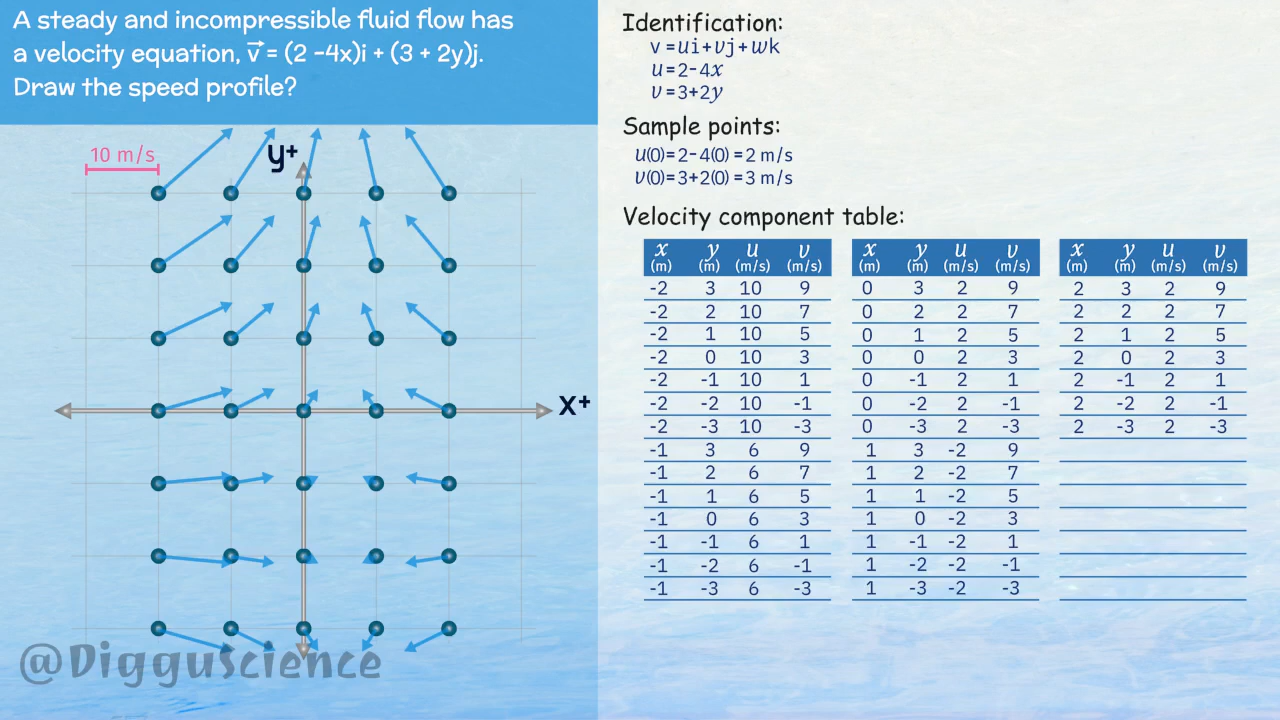 A steady and incompressible fluid flow has
a velocity equation, v⃗ = (2 -4x)i + (3 + 2y)j.
Draw the speed profile?
10 m/s
y+
x+
@Digguscience
Identification:
v = ui+vj+wk
u = 2-4x
v = 3+2y
Sample points:
u(0)=2-4(0) = 2 m/s
v(0)=3+2(0) = 3 m/s
Velocity component table:
x y u v
(m) (m) (m/s) (m/s)
-2 3 10 9
-2 2 10 7
-2 1 10 5
-2 0 10 3
-2 -1 10 1
-2 -2 10 -1
-2 -3 10 -3
-1 3 6 9
-1 2 6 7
-1 1 6 5
-1 0 6 3
-1 -1 6 1
-1 -2 6 -1
-1 -3 6 -3
x y u v
(m) (m) (m/s) (m/s)
0 3 2 9
0 2 2 7
0 1 2 5
0 0 2 3
0 -1 2 1
0 -2 2 -1
0 -3 2 -3
1 3 -2 9
1 2 -2 7
1 1 -2 5
1 0 -2 3
1 -1 -2 1
1 -2 -2 -1
1 -3 -2 -3
x y u v
(m) (m) (m/s) (m/s)
2 3 2 9
2 2 2 7
2 1 2 5
2 0 2 3
2 -1 2 1
2 -2 2 -1
2 -3 2 -3